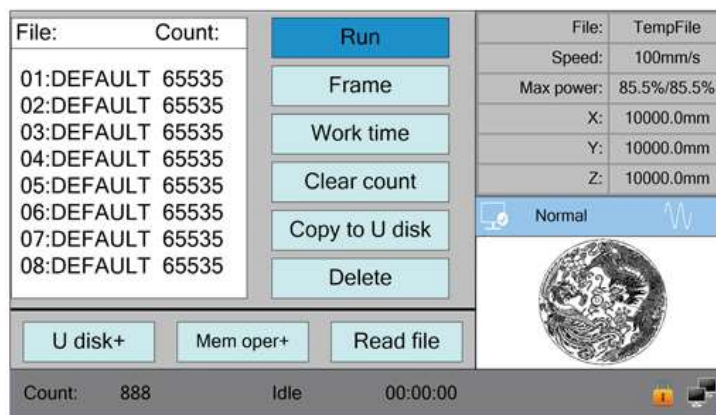 File: Count:
01:DEFAULT 65535
02:DEFAULT 65535
03:DEFAULT 65535
04:DEFAULT 65535
05:DEFAULT 65535
06:DEFAULT 65535
07:DEFAULT 65535
08:DEFAULT 65535
Run
Frame
Work time
Clear count
Copy to U disk
Delete
U disk+
Mem oper+
Read file
File: TempFile
Speed: 100mm/s
Max power: 85.5%/85.5%
X: 10000.0mm
Y: 10000.0mm
Z: 10000.0mm
Normal
Count: 888 Idle 00:00:00